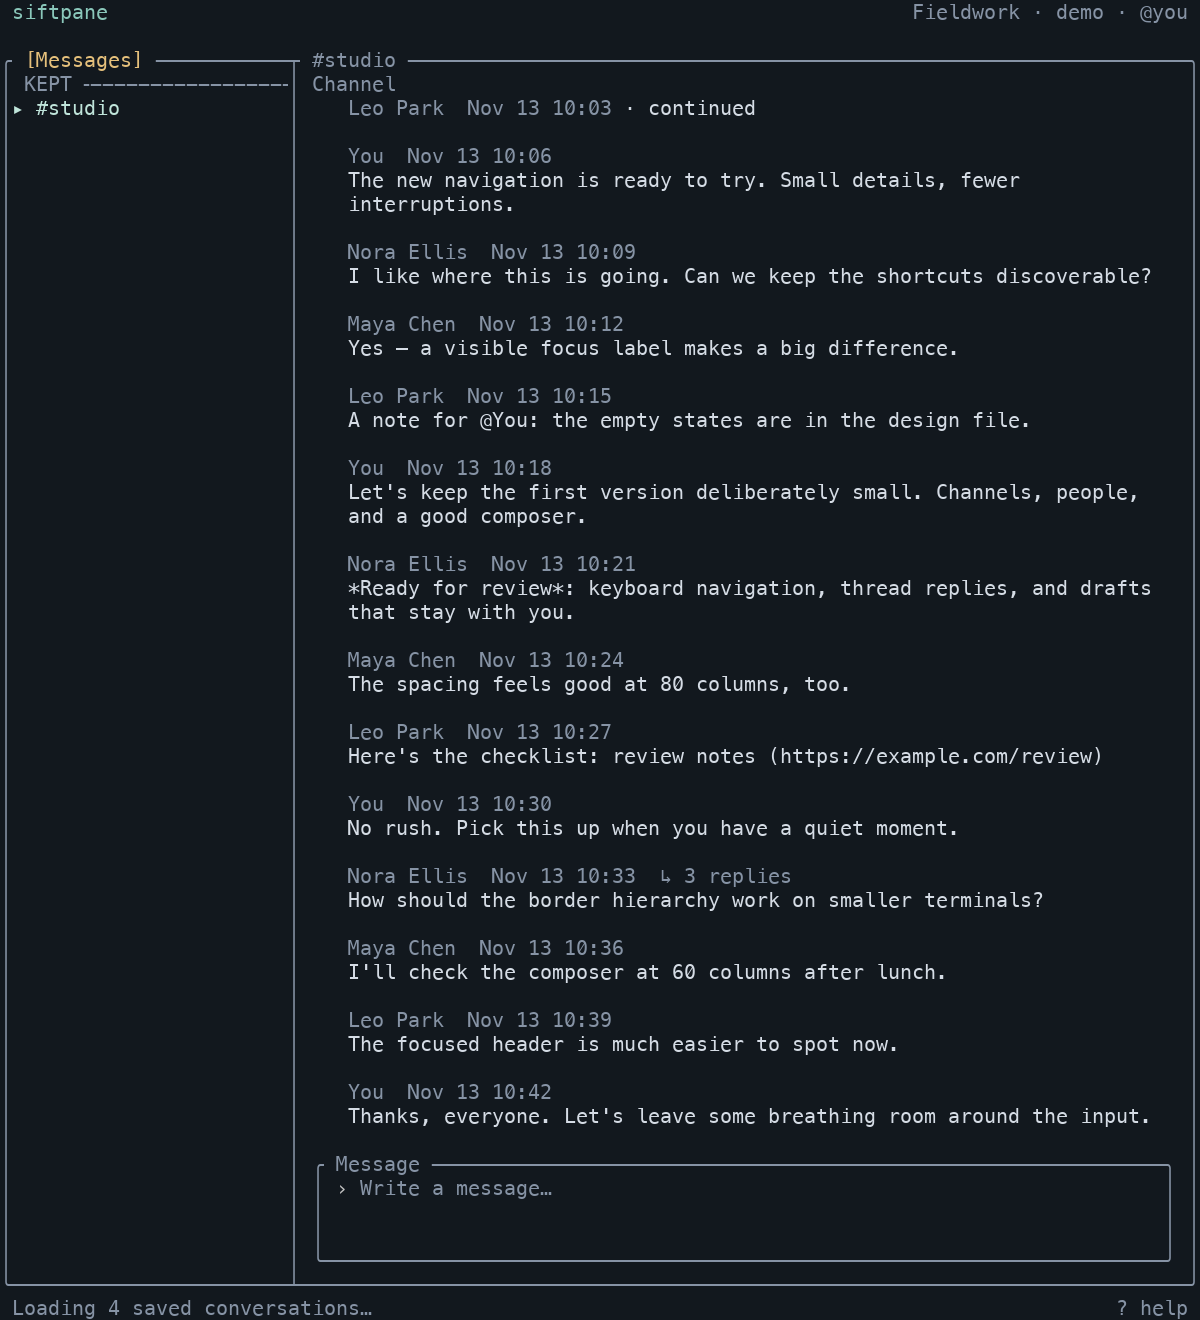 siftpane
Fieldwork · demo · @you
[Messages]
KEPT
▸ #studio
#studio
Channel
Leo Park  Nov 13 10:03 · continued
You  Nov 13 10:06
The new navigation is ready to try. Small details, fewer
interruptions.
Nora Ellis  Nov 13 10:09
I like where this is going. Can we keep the shortcuts discoverable?
Maya Chen  Nov 13 10:12
Yes — a visible focus label makes a big difference.
Leo Park  Nov 13 10:15
A note for @You: the empty states are in the design file.
You  Nov 13 10:18
Let's keep the first version deliberately small. Channels, people,
and a good composer.
Nora Ellis  Nov 13 10:21
*Ready for review*: keyboard navigation, thread replies, and drafts
that stay with you.
Maya Chen  Nov 13 10:24
The spacing feels good at 80 columns, too.
Leo Park  Nov 13 10:27
Here's the checklist: review notes (https://example.com/review)
You  Nov 13 10:30
No rush. Pick this up when you have a quiet moment.
Nora Ellis  Nov 13 10:33  ↳ 3 replies
How should the border hierarchy work on smaller terminals?
Maya Chen  Nov 13 10:36
I'll check the composer at 60 columns after lunch.
Leo Park  Nov 13 10:39
The focused header is much easier to spot now.
You  Nov 13 10:42
Thanks, everyone. Let's leave some breathing room around the input.
Message
› Write a message…
Loading 4 saved conversations…
? help